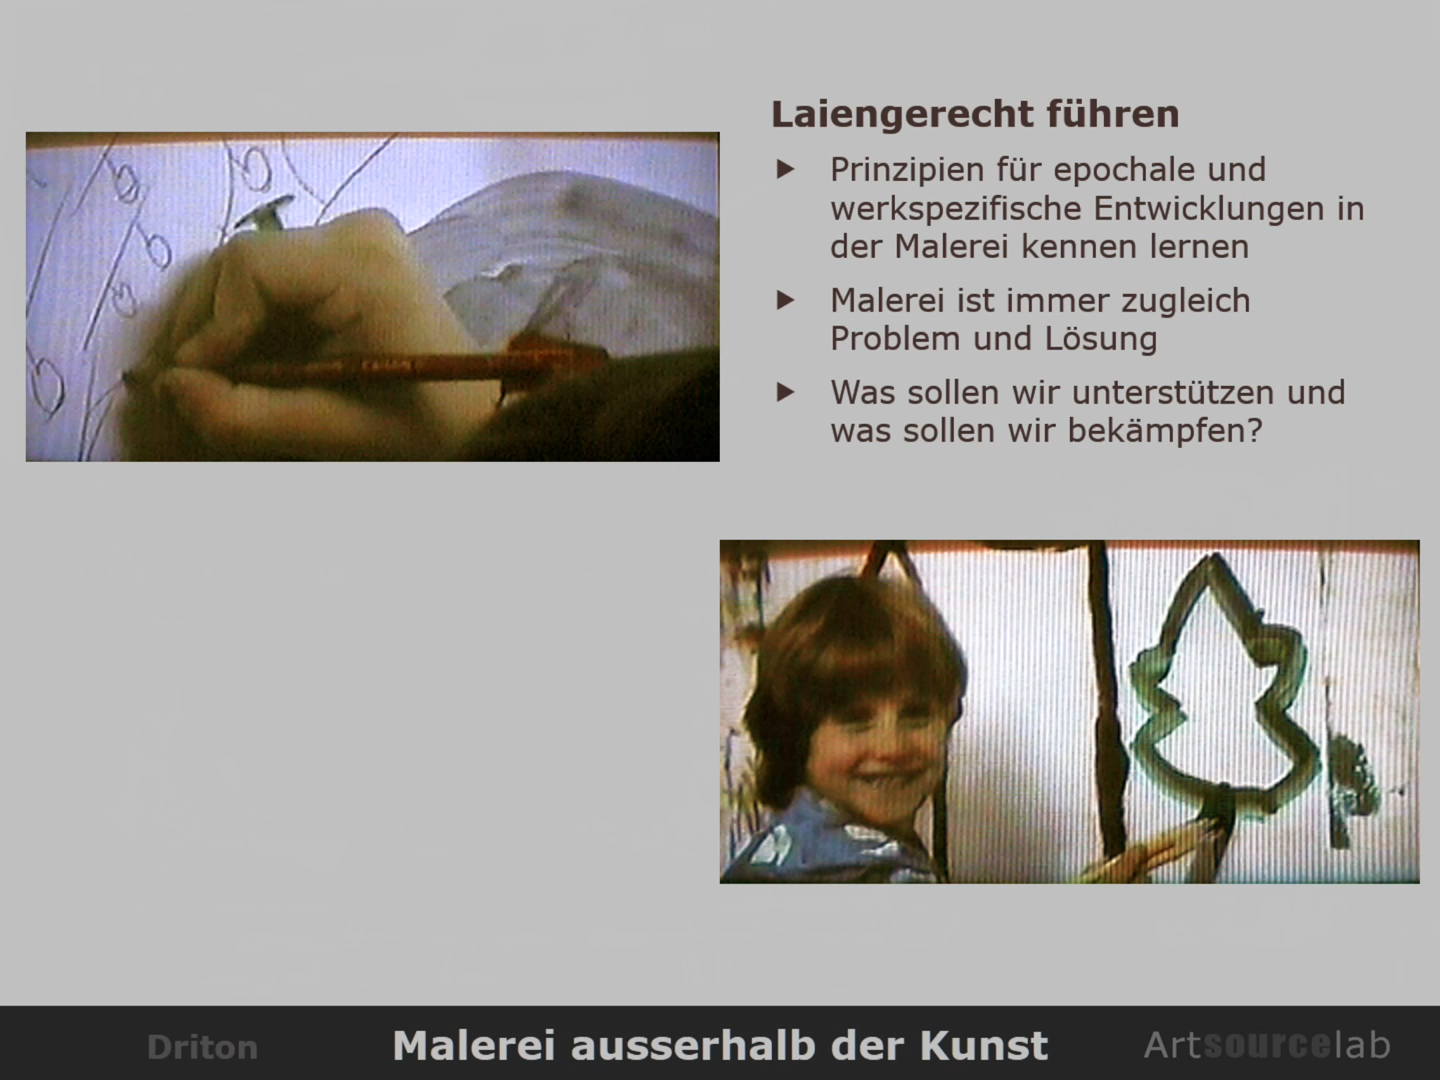 Laiengerecht führen
Prinzipien für epochale und
werkspezifische Entwicklungen in
der Malerei kennen lernen
Malerei ist immer zugleich
Problem und Lösung
Was sollen wir unterstützen und
was sollen wir bekämpfen?
Driton
Malerei ausserhalb der Kunst
Artsourcelab